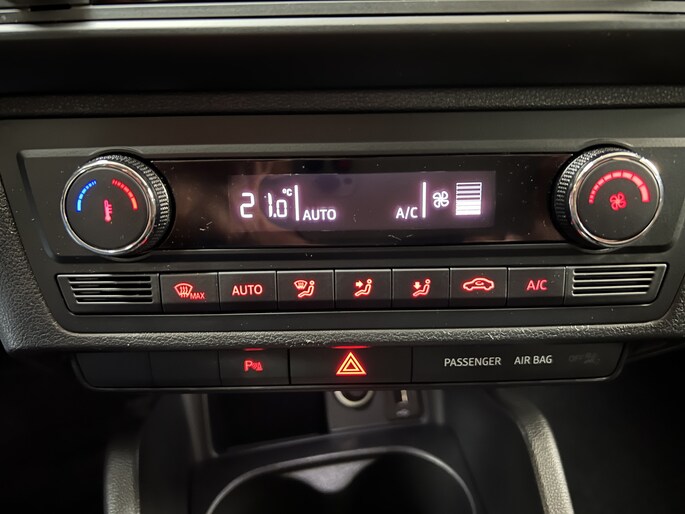 21.0 °C AUTO A/C
MAX AUTO A/C
P
PASSENGER AIR BAG